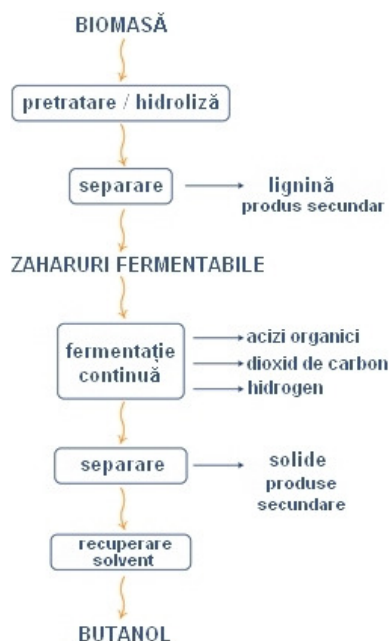 BIOMASĂ
pretratare / hidroliză
separare
lignină
produs secundar
ZAHARURI FERMENTABILE
fermentație
continuă
acizi organici
dioxid de carbon
hidrogen
separare
solide
produse
secundare
recuperare
solvent
BUTANOL